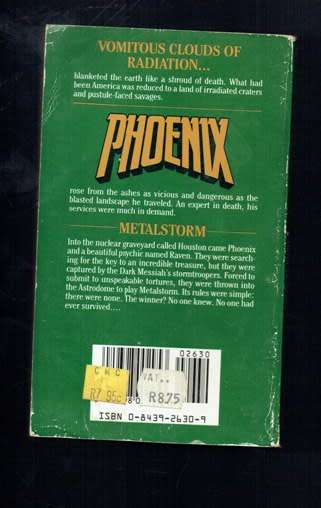 VOMITOUS CLOUDS OF
RADIATION...
blanketed the earth like a shroud of death. What had
been America was reduced to a land of irradiated craters
and pustule-faced savages.
PHOENIX
rose from the ashes as vicious and dangerous as the
blasted landscape he traveled. An expert in death, his
services were much in demand.
METALSTORM
Into the nuclear graveyard called Houston came Phoenix
and a beautiful psychic named Raven. They were search-
ing for the key to an incredible treasure, but they were
captured by the Dark Messiah's stormtroopers. Forced to
submit to unspeakable tortures, they were thrown into
the Astrodome to play Metalstorm. Its rules were simple:
there were none. The winner? No one knew. No one had
ever survived....
02630
C N C
R7.95
VAT
R8.75
ISBN 0-8439-2630-9